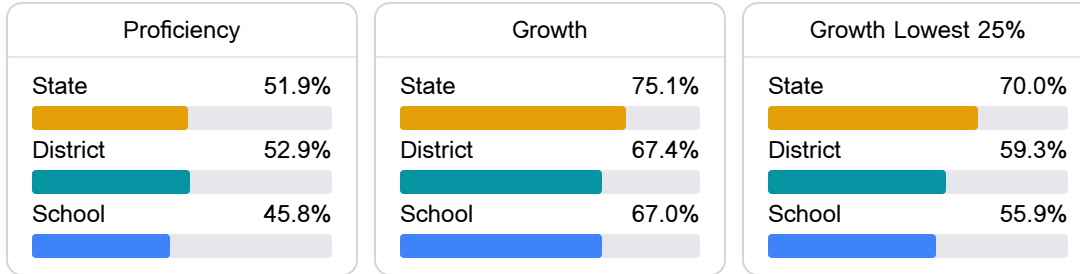 Proficiency
State 51.9%
District 52.9%
School 45.8%
Growth
State 75.1%
District 67.4%
School 67.0%
Growth Lowest 25%
State 70.0%
District 59.3%
School 55.9%